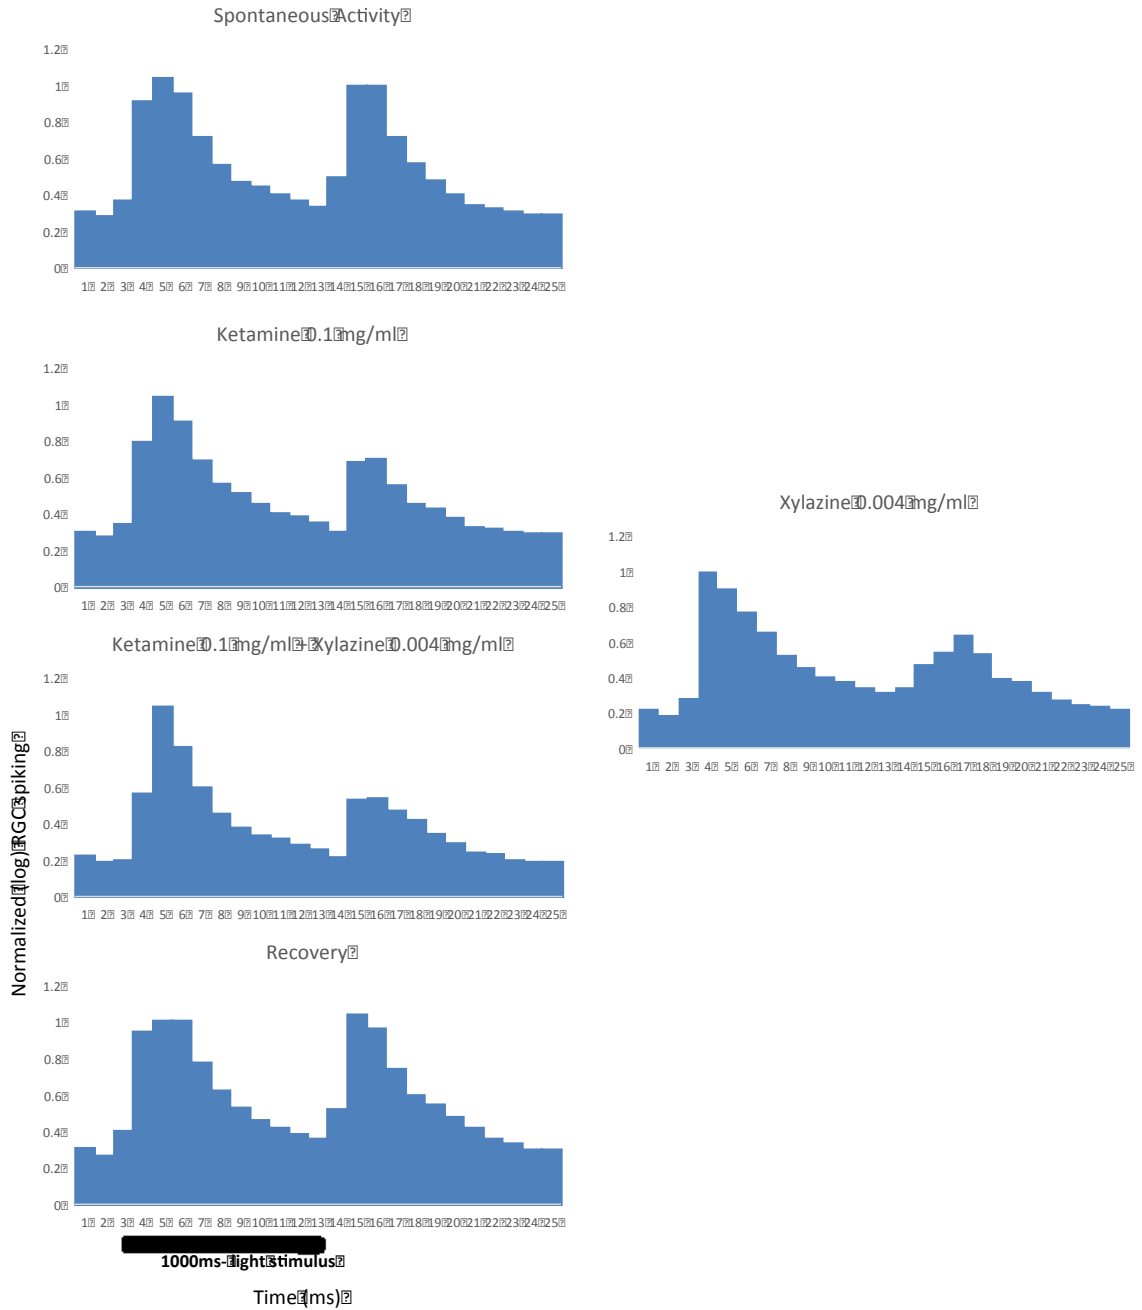 Spontaneous Activity
1.2
1
0.8
0.6
0.4
0.2
0
1 2 3 4 5 6 7 8 9 10 11 12 13 14 15 16 17 18 19 20 21 22 23 24 25
Ketamine 0.1 mg/ml
1.2
1
0.8
0.6
0.4
0.2
0
1 2 3 4 5 6 7 8 9 10 11 12 13 14 15 16 17 18 19 20 21 22 23 24 25
Xylazine 0.004 mg/ml
1.2
1
0.8
0.6
0.4
0.2
0
1 2 3 4 5 6 7 8 9 10 11 12 13 14 15 16 17 18 19 20 21 22 23 24 25
Ketamine 0.1 mg/ml + Xylazine 0.004 mg/ml
1.2
1
0.8
0.6
0.4
0.2
0
1 2 3 4 5 6 7 8 9 10 11 12 13 14 15 16 17 18 19 20 21 22 23 24 25
Normalized (log) RGC spiking
Recovery
1.2
1
0.8
0.6
0.4
0.2
0
1 2 3 4 5 6 7 8 9 10 11 12 13 14 15 16 17 18 19 20 21 22 23 24 25
1000ms- light stimulus
Time (ms)